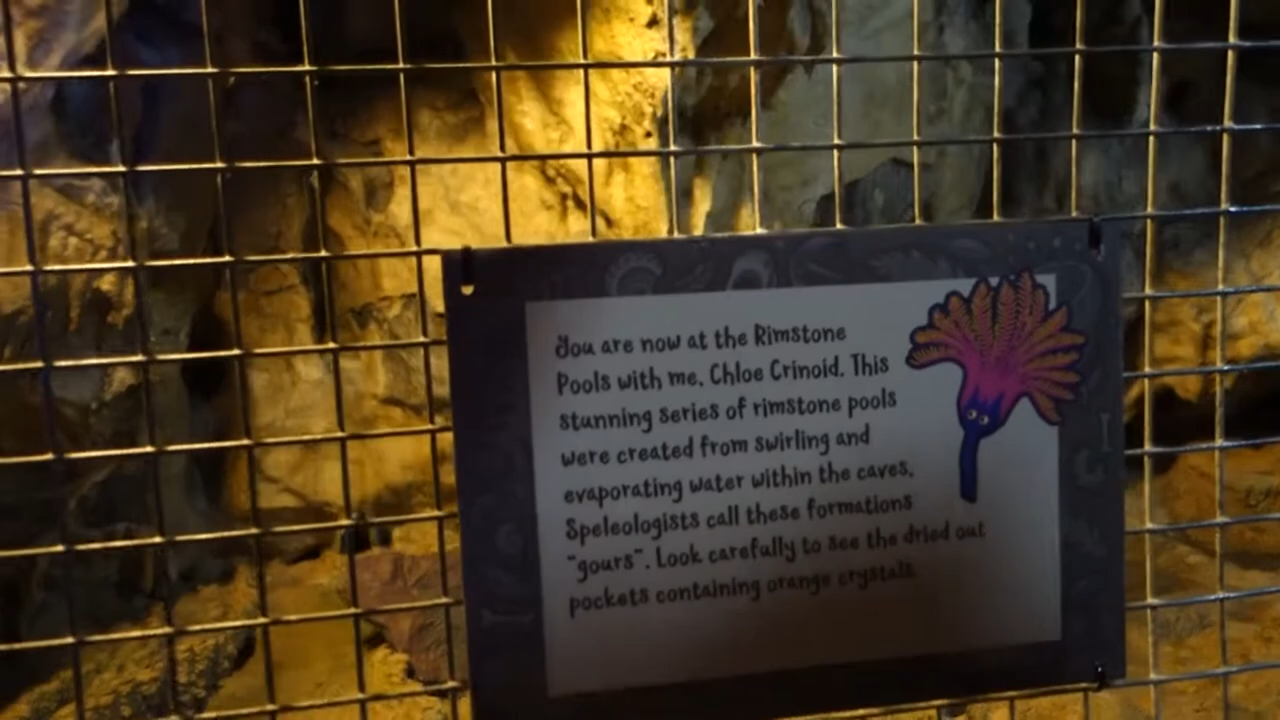 You are now at the Rimstone
Pools with me, Chloe Crinoid. This
stunning series of rimstone pools
were created from swirling and
evaporating water within the caves.
Speleologists call these formations
"gours". Look carefully to see the dried out
pockets containing orange crystals.